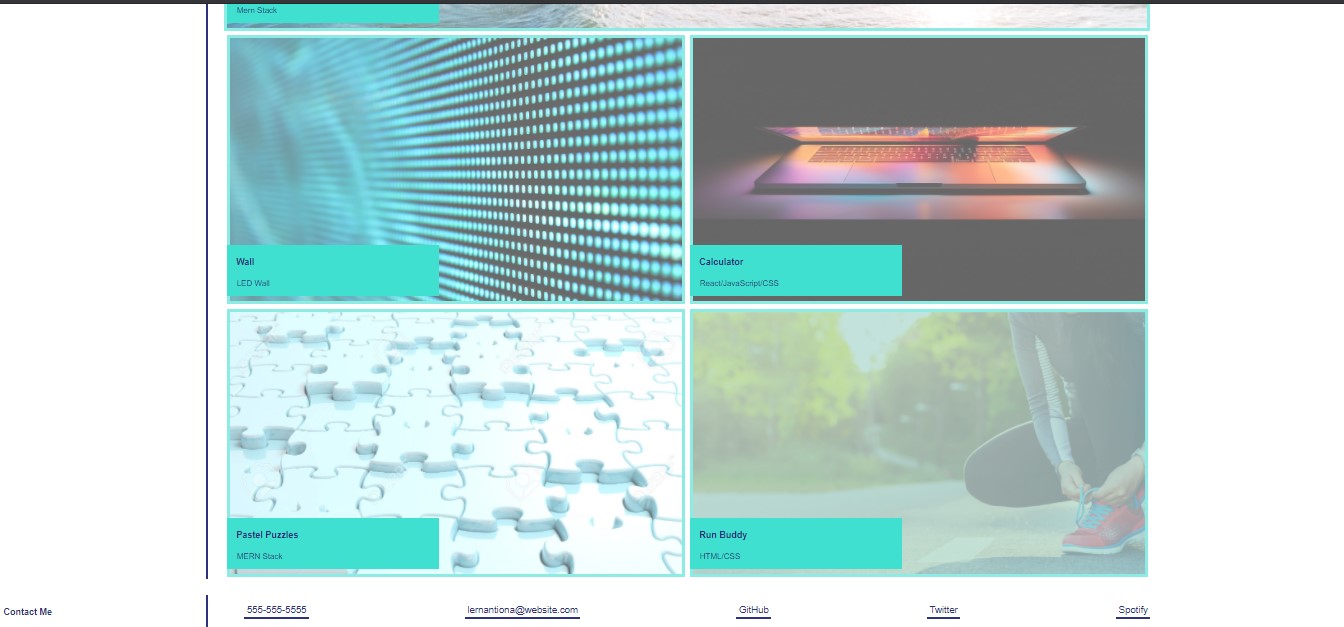 Mern Stack
Wall
LED Wall
Calculator
React/JavaScript/CSS
Pastel Puzzles
MERN Stack
Run Buddy
HTML/CSS
Contact Me
555-555-5555
lernantiona@website.com
GitHub
Twitter
Spotify